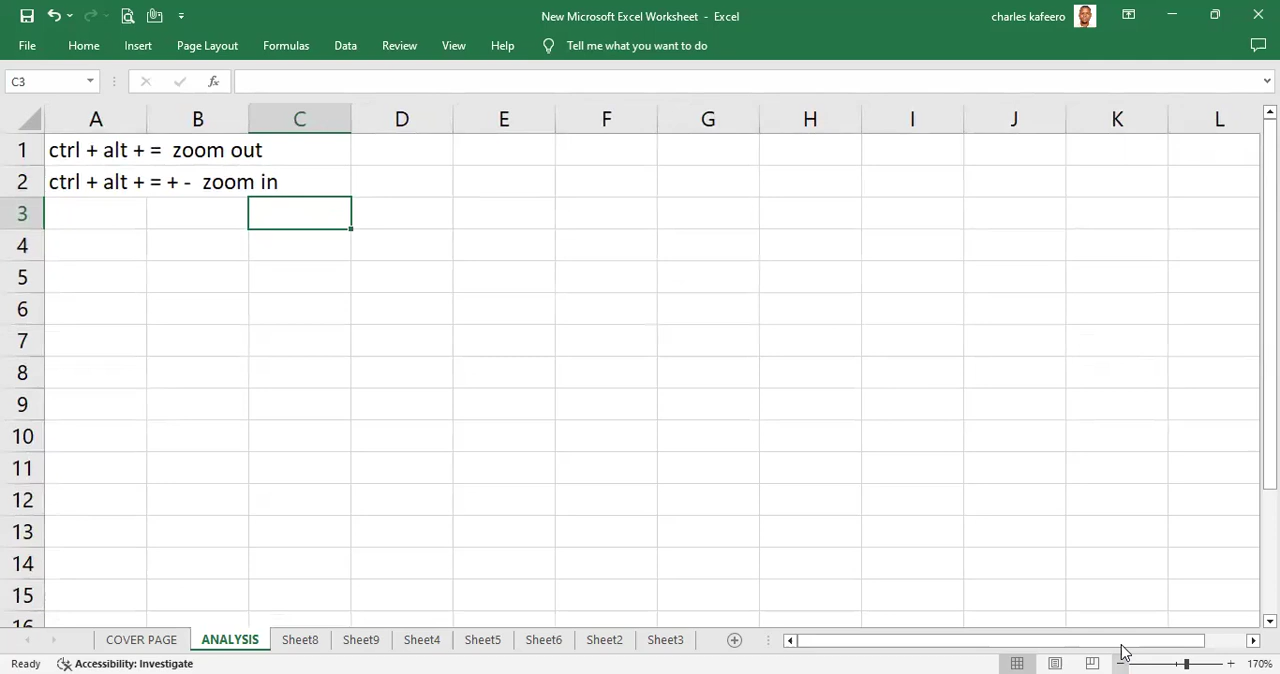 New Microsoft Excel Worksheet - Excel
charles kafeero
File Home Insert Page Layout Formulas Data Review View Help Tell me what you want to do
C3 fx
A B C D E F G H I J K L
1 ctrl + alt + = zoom out
2 ctrl + alt + = + - zoom in
3
4
5
6
7
8
9
10
11
12
13
14
15
16
COVER PAGE ANALYSIS Sheet8 Sheet9 Sheet4 Sheet5 Sheet6 Sheet2 Sheet3
Ready Accessibility: Investigate 170%